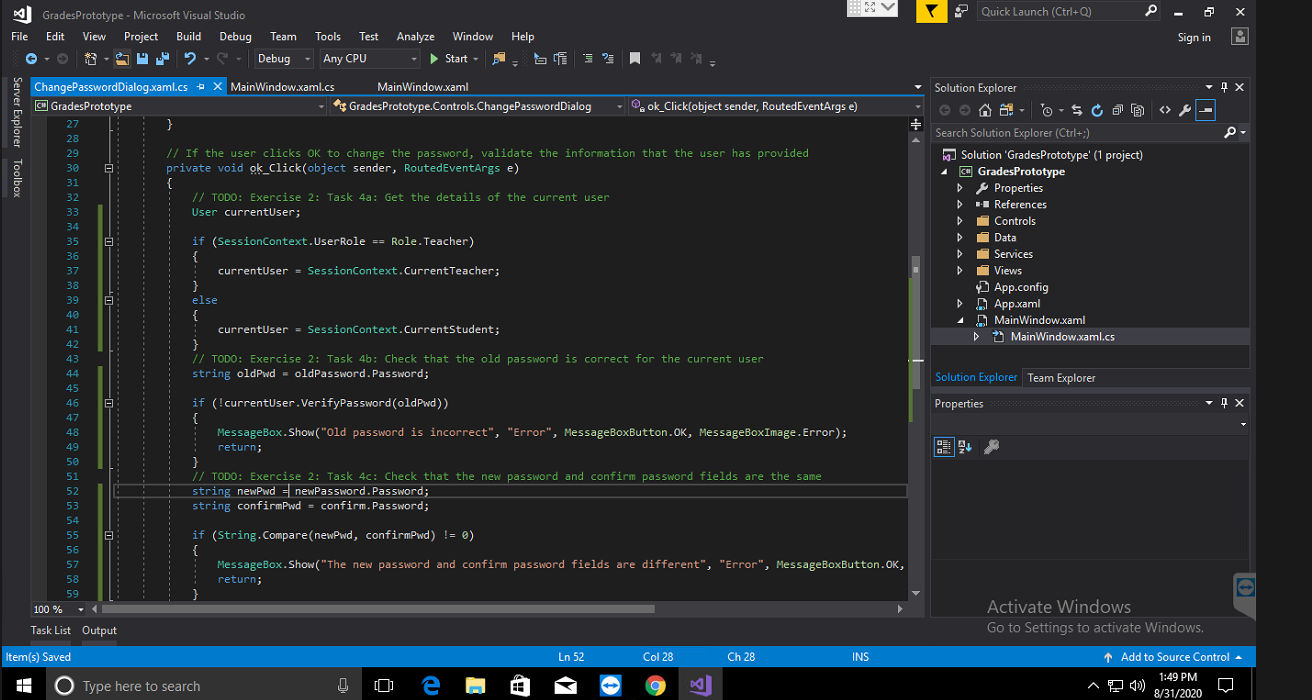 GradesPrototype - Microsoft Visual Studio
Quick Launch (Ctrl+Q)
File Edit View Project Build Debug Team Tools Test Analyze Window Help
Sign in
Debug Any CPU Start
Server Explorer
Toolbox
ChangePasswordDialog.xaml.cs MainWindow.xaml.cs MainWindow.xaml
GradesPrototype GradesPrototype.Controls.ChangePasswordDialog ok_Click(object sender, RoutedEventArgs e)
27 }
28
29 // If the user clicks OK to change the password, validate the information that the user has provided
30 private void ok_Click(object sender, RoutedEventArgs e)
31 {
32 // TODO: Exercise 2: Task 4a: Get the details of the current user
33 User currentUser;
34
35 if (SessionContext.UserRole == Role.Teacher)
36 {
37 currentUser = SessionContext.CurrentTeacher;
38 }
39 else
40 {
41 currentUser = SessionContext.CurrentStudent;
42 }
43 // TODO: Exercise 2: Task 4b: Check that the old password is correct for the current user
44 string oldPwd = oldPassword.Password;
45
46 if (!currentUser.VerifyPassword(oldPwd))
47 {
48 MessageBox.Show("Old password is incorrect", "Error", MessageBoxButton.OK, MessageBoxImage.Error);
49 return;
50 }
51 // TODO: Exercise 2: Task 4c: Check that the new password and confirm password fields are the same
52 string newPwd = newPassword.Password;
53 string confirmPwd = confirm.Password;
54
55 if (String.Compare(newPwd, confirmPwd) != 0)
56 {
57 MessageBox.Show("The new password and confirm password fields are different", "Error", MessageBoxButton.OK,
58 return;
59 }
100 %
Task List Output
Solution Explorer
Search Solution Explorer (Ctrl+;)
Solution 'GradesPrototype' (1 project)
C# GradesPrototype
Properties
References
Controls
Data
Services
Views
App.config
App.xaml
MainWindow.xaml
MainWindow.xaml.cs
Solution Explorer Team Explorer
Properties
Activate Windows
Go to Settings to activate Windows.
Item(s) Saved Ln 52 Col 28 Ch 28 INS Add to Source Control
Type here to search
1:49 PM
8/31/2020